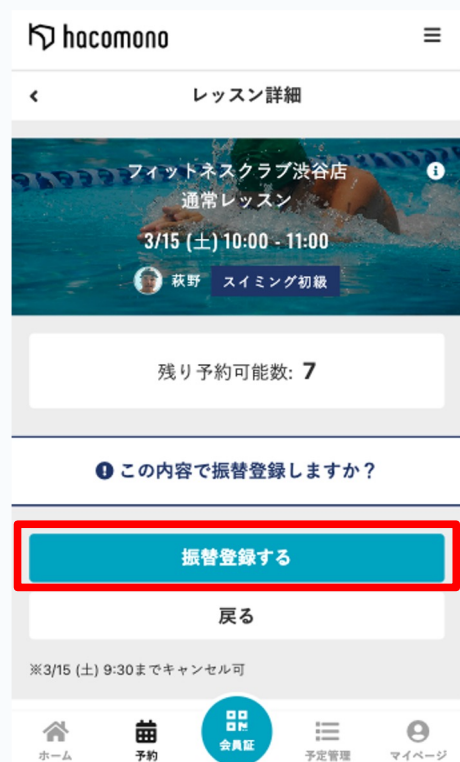 hacomono
レッスン詳細
フィットネスクラブ渋谷店
通常レッスン
3/15 (土) 10:00 - 11:00
萩野 スイミング初級
残り予約可能数: 7
この内容で振替登録しますか？
振替登録する
戻る
※3/15 (土) 9:30までキャンセル可
ホーム 予約 会員証 予定管理 マイページ